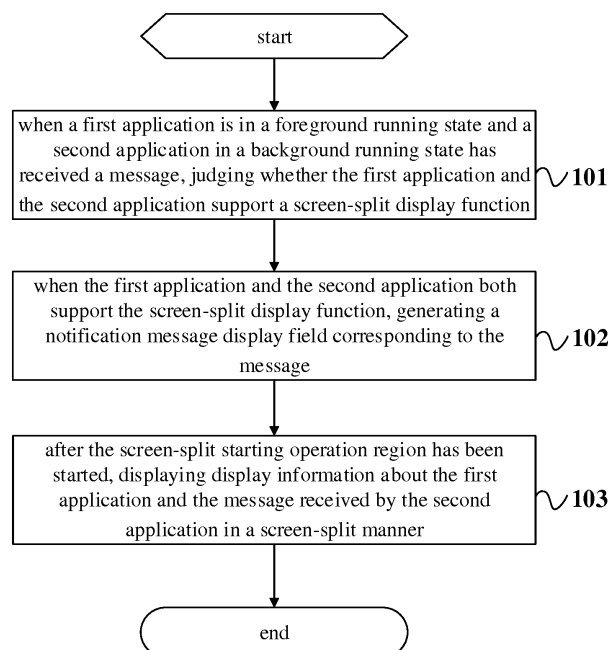 start
when a first application is in a foreground running state and a
second application in a background running state has
received a message, judging whether the first application and
the second application support a screen-split display function
101
when the first application and the second application both
support the screen-split display function, generating a
notification message display field corresponding to the
message
102
after the screen-split starting operation region has been
started, displaying display information about the first
application and the message received by the second
application in a screen-split manner
103
end